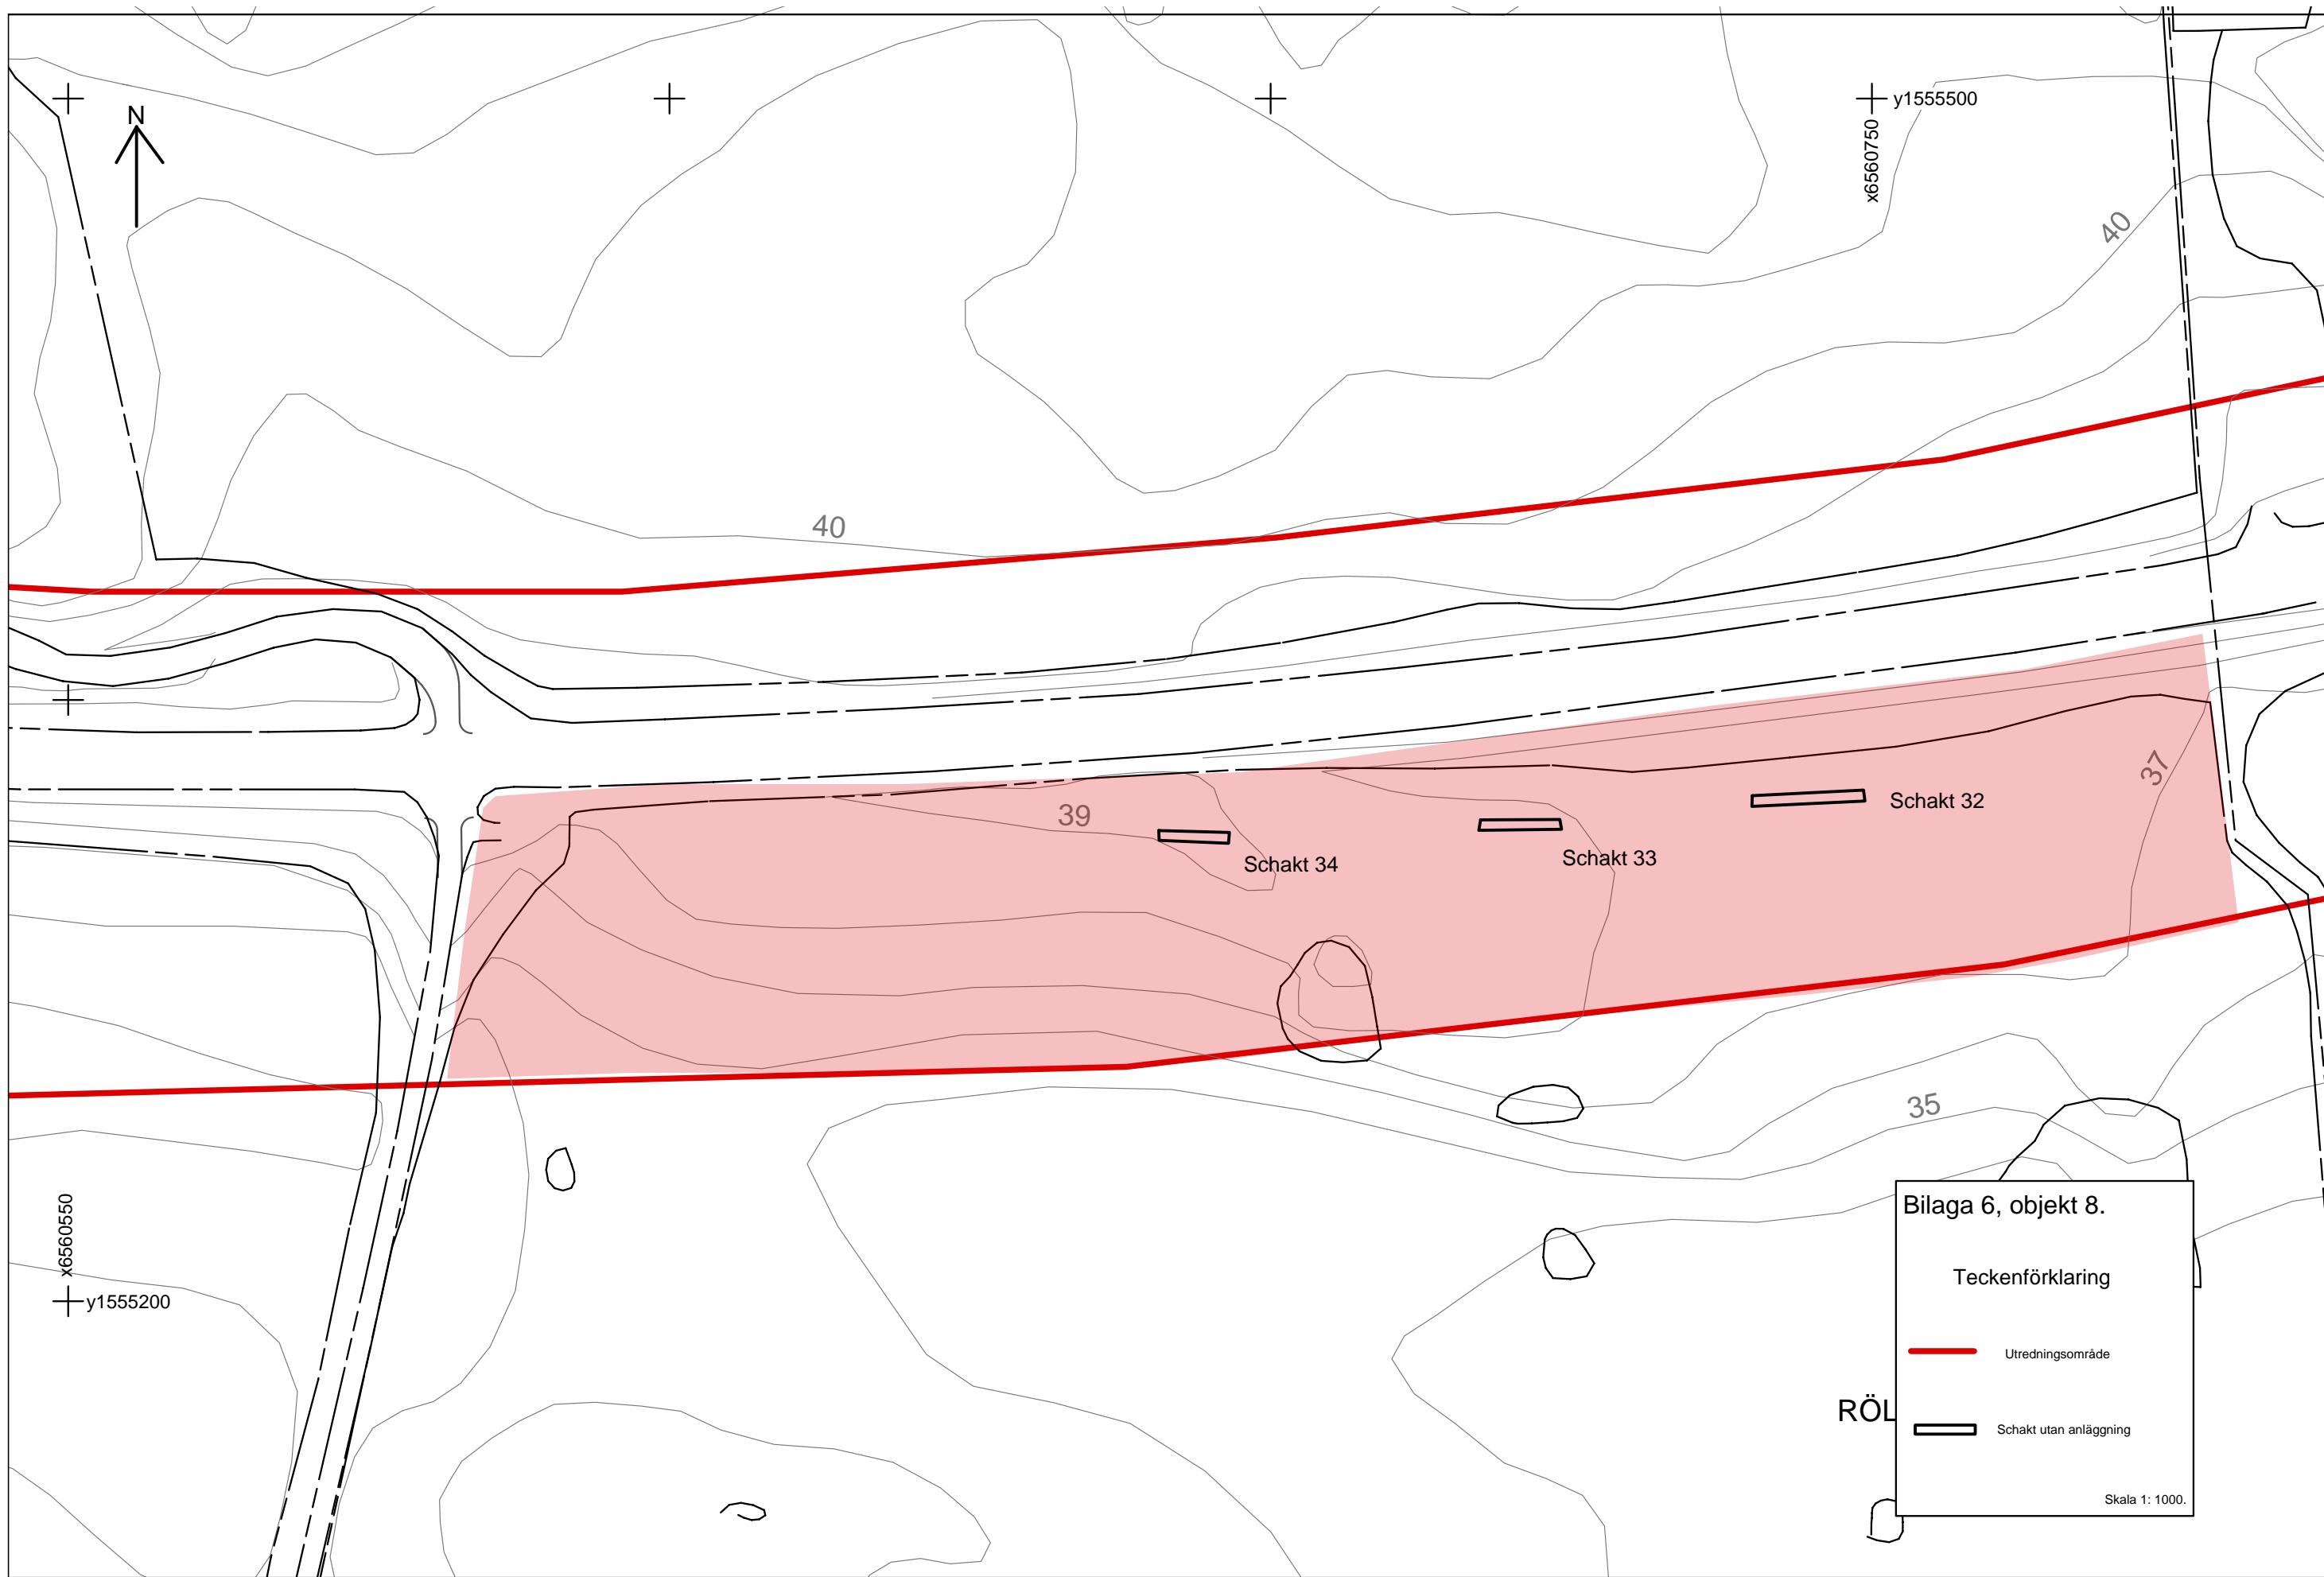 N
y1555500
x6560750
40
40
37
39
Schakt 32
Schakt 33
Schakt 34
35
x6560550
y1555200
RÖL
Bilaga 6, objekt 8.
Teckenförklaring
Utredningsområde
Schakt utan anläggning
Skala 1: 1000.